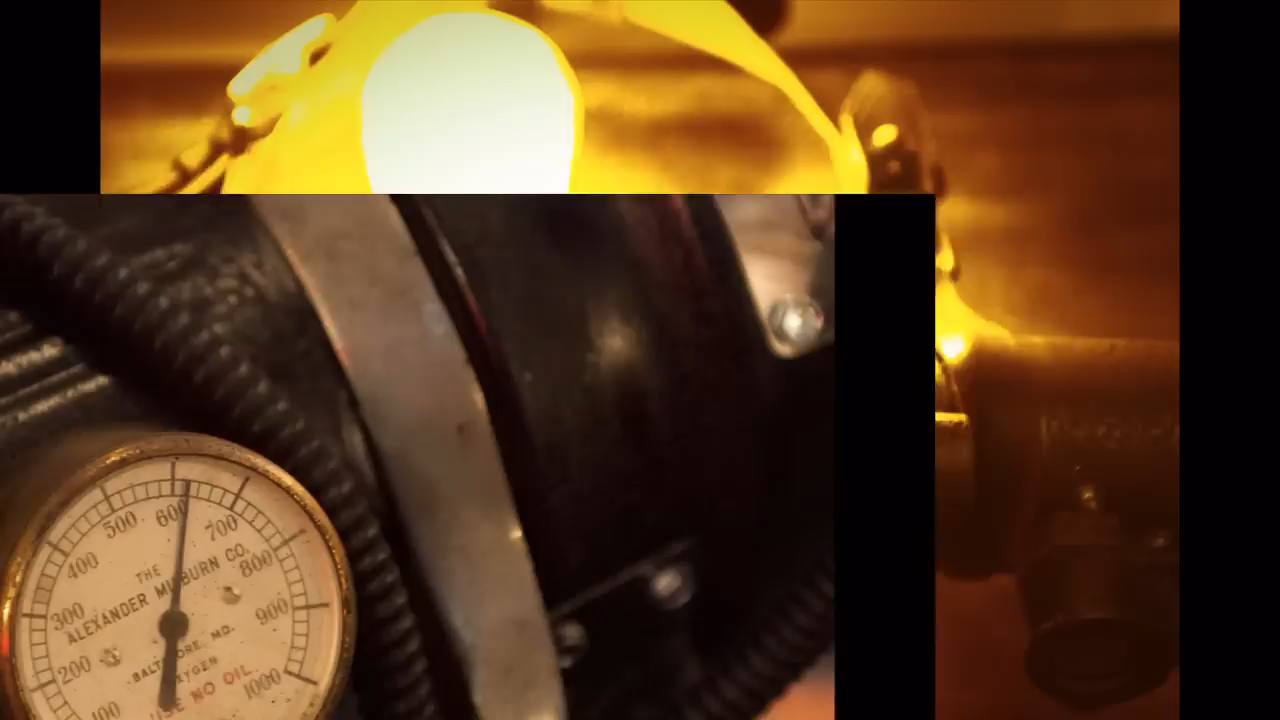 500 600 700
400 800
300 900
200 1000
100
THE
ALEXANDER MILBURN CO.
BALTIMORE, MD.
OXYGEN
USE NO OIL